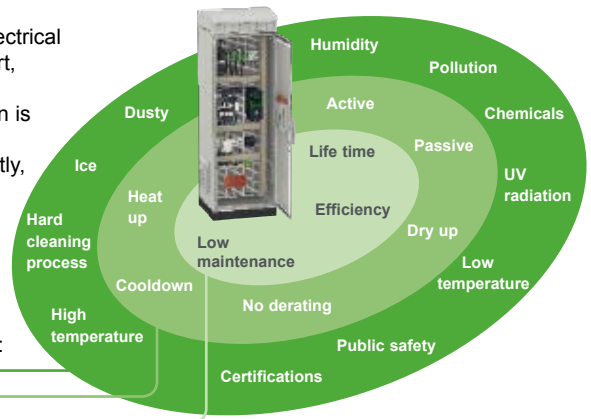 ectrical
rt,
n is
tly,
:
Humidity
Pollution
Dusty
Active
Chemicals
Life time
Passive
Ice
UV
radiation
Heat
up
Efficiency
Hard
cleaning
process
Dry up
Low
maintenance
Low
temperature
Cooldown
No derating
High
temperature
Public safety
Certifications